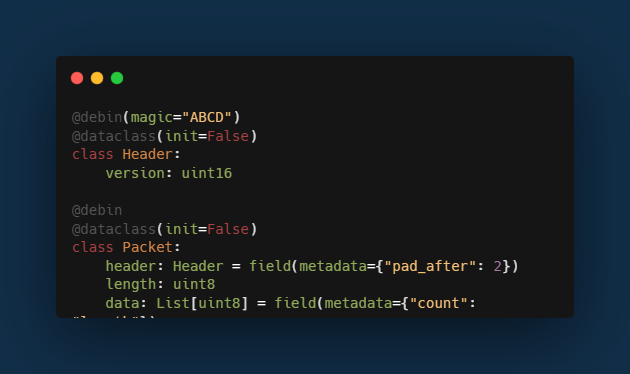 @debin(magic="ABCD")
@dataclass(init=False)
class Header:
    version: uint16

@debin
@dataclass(init=False)
class Packet:
    header: Header = field(metadata={"pad_after": 2})
    length: uint8
    data: List[uint8] = field(metadata={"count":